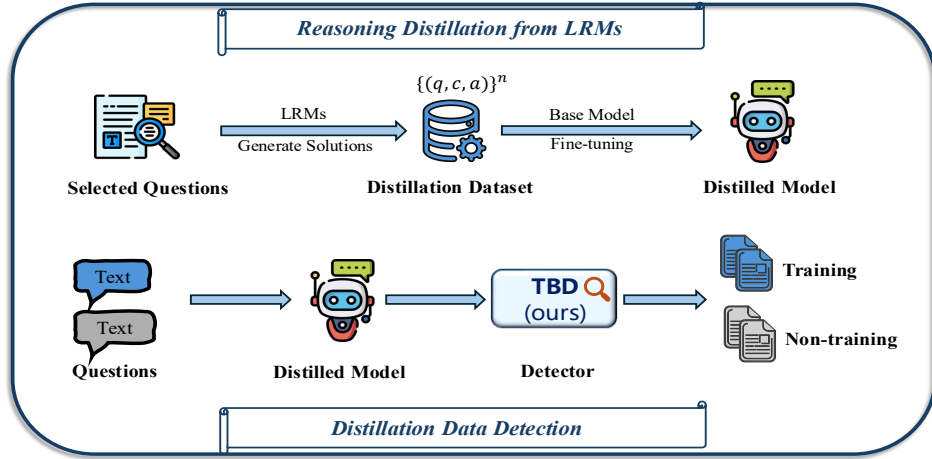 Reasoning Distillation from LRMs
{(q, c, a)}ⁿ
LRMs
Generate Solutions
Base Model
Fine-tuning
T
Selected Questions
Distillation Dataset
Distilled Model
Text
Text
Questions
Distilled Model
TBD
(ours)
Detector
Training
Non-training
Distillation Data Detection